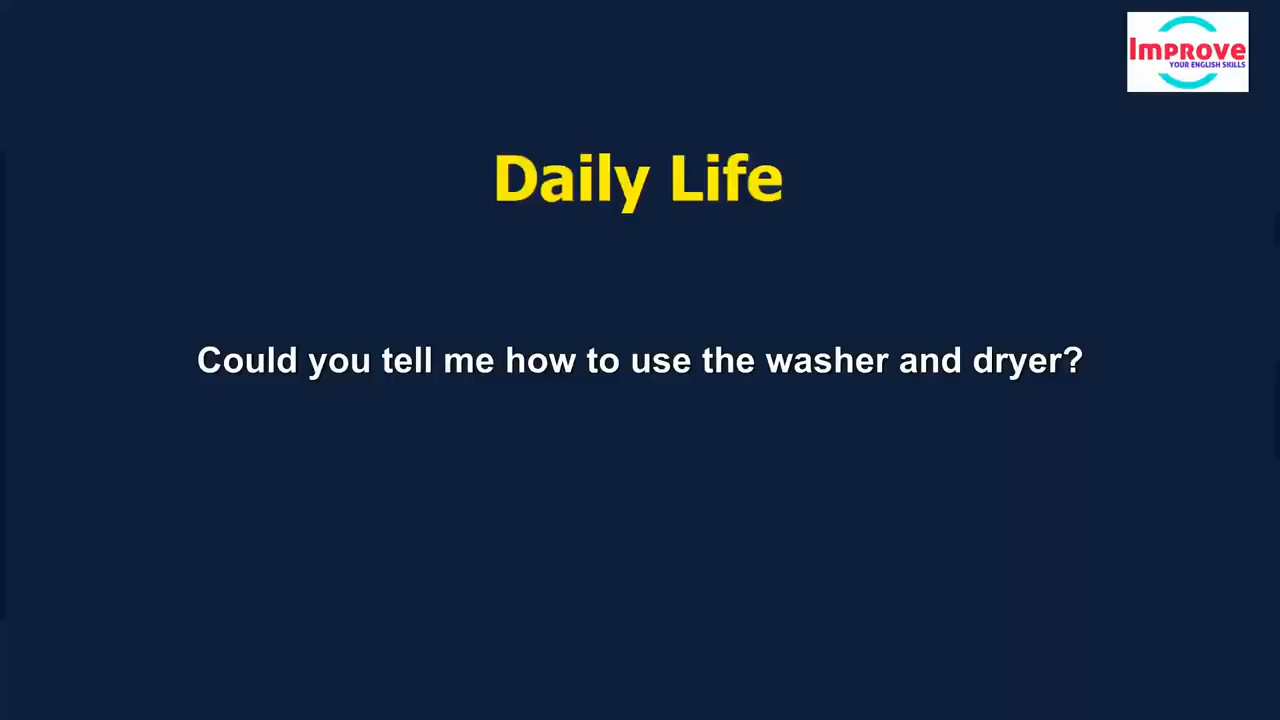 Improve
YOUR ENGLISH SKILLS
Daily Life
Could you tell me how to use the washer and dryer?